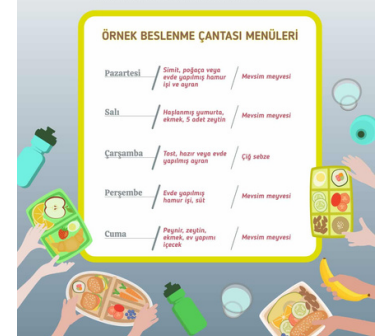 ÖRNEK BESLENME ÇANTASI MENÜLERİ
Pazartesi
Simit, poğaça veya
evde yapılmış hamur
işi ve ayran
Mevsim meyvesi
Salı
Haşlanmış yumurta,
ekmek, 5 adet zeytin
Mevsim meyvesi
Çarşamba
Tost, hazır veya evde
yapılmış ayran
Çiğ sebze
Perşembe
Evde yapılmış
hamur işi, süt
Mevsim meyvesi
Cuma
Peynir, zeytin,
ekmek, ev yapımı
içecek
Mevsim meyvesi